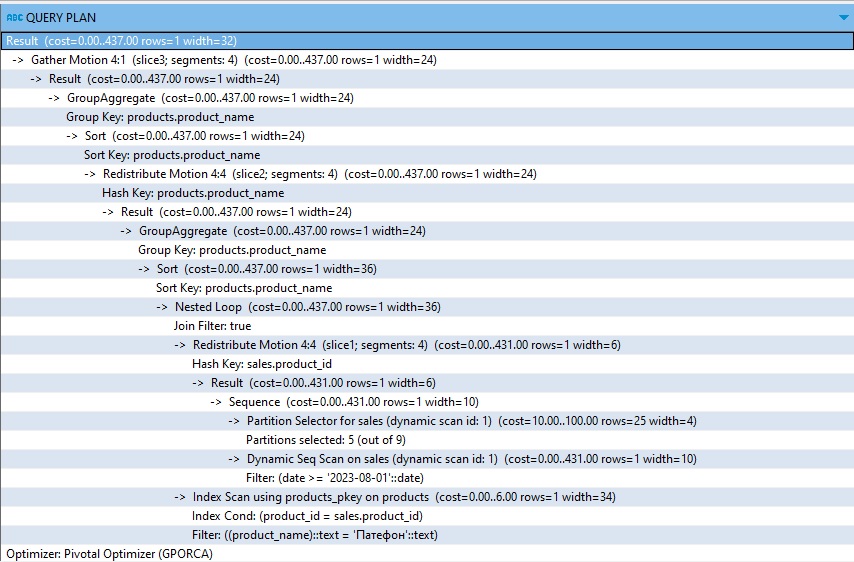 ABC QUERY PLAN
Result (cost=0.00..437.00 rows=1 width=32)
-> Gather Motion 4:1 (slice3; segments: 4) (cost=0.00..437.00 rows=1 width=24)
-> Result (cost=0.00..437.00 rows=1 width=24)
-> GroupAggregate (cost=0.00..437.00 rows=1 width=24)
Group Key: products.product_name
-> Sort (cost=0.00..437.00 rows=1 width=24)
Sort Key: products.product_name
-> Redistribute Motion 4:4 (slice2; segments: 4) (cost=0.00..437.00 rows=1 width=24)
Hash Key: products.product_name
-> Result (cost=0.00..437.00 rows=1 width=24)
-> GroupAggregate (cost=0.00..437.00 rows=1 width=24)
Group Key: products.product_name
-> Sort (cost=0.00..437.00 rows=1 width=36)
Sort Key: products.product_name
-> Nested Loop (cost=0.00..437.00 rows=1 width=36)
Join Filter: true
-> Redistribute Motion 4:4 (slice1; segments: 4) (cost=0.00..431.00 rows=1 width=6)
Hash Key: sales.product_id
-> Result (cost=0.00..431.00 rows=1 width=6)
-> Sequence (cost=0.00..431.00 rows=1 width=10)
-> Partition Selector for sales (dynamic scan id: 1) (cost=10.00..100.00 rows=25 width=4)
Partitions selected: 5 (out of 9)
-> Dynamic Seq Scan on sales (dynamic scan id: 1) (cost=0.00..431.00 rows=1 width=10)
Filter: (date >= '2023-08-01'::date)
-> Index Scan using products_pkey on products (cost=0.00..6.00 rows=1 width=34)
Index Cond: (product_id = sales.product_id)
Filter: ((product_name)::text = 'Патефон'::text)
Optimizer: Pivotal Optimizer (GPORCA)